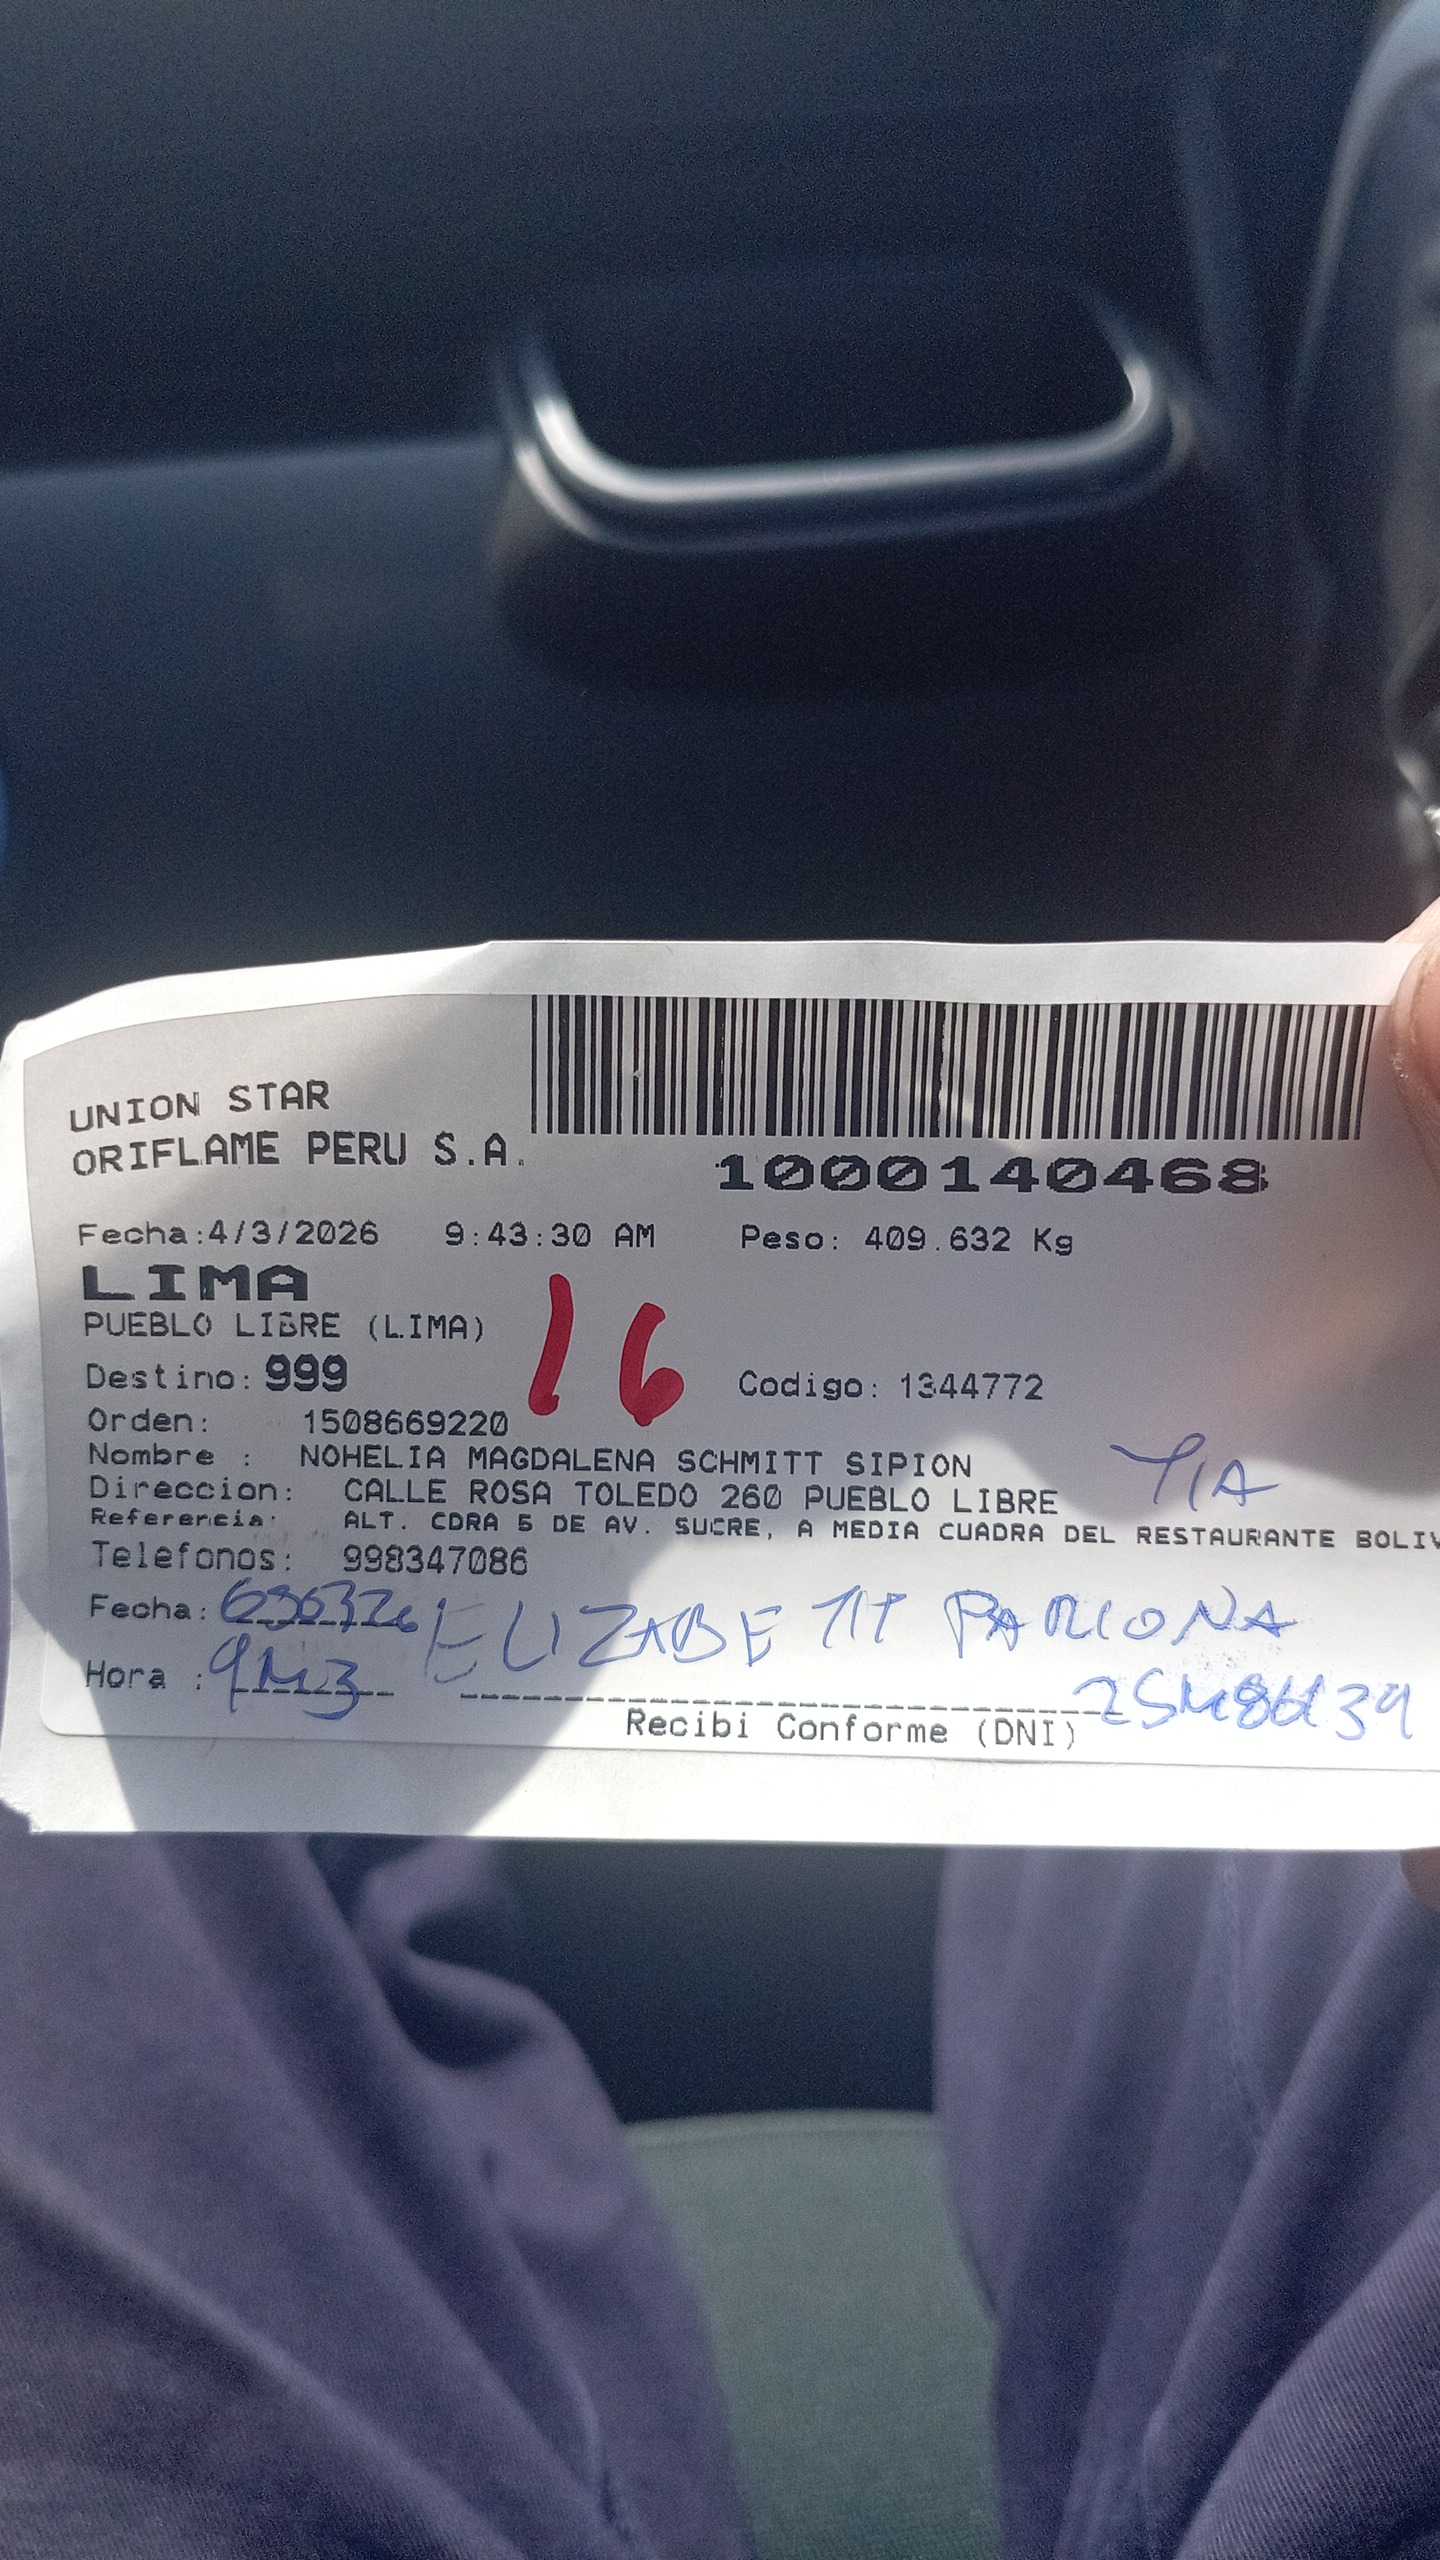 UNION STAR
ORIFLAME PERU S.A.
1000140468
Fecha:4/3/2026 9:43:30 AM Peso: 409.632 Kg
LIMA
PUEBLO LIBRE (LIMA)
16
Destino: 999 Codigo: 1344772
Orden: 1508669220
Nombre : NOHELIA MAGDALENA SCHMITT SIPION
TIA
Direccion: CALLE ROSA TOLEDO 260 PUEBLO LIBRE
Referencia: ALT. CDRA 5 DE AV. SUCRE, A MEDIA CUADRA DEL RESTAURANTE BOLIV
Telefonos: 998347086
Fecha: ELIZABETH PARIONA
Hora :
Recibi Conforme (DNI)